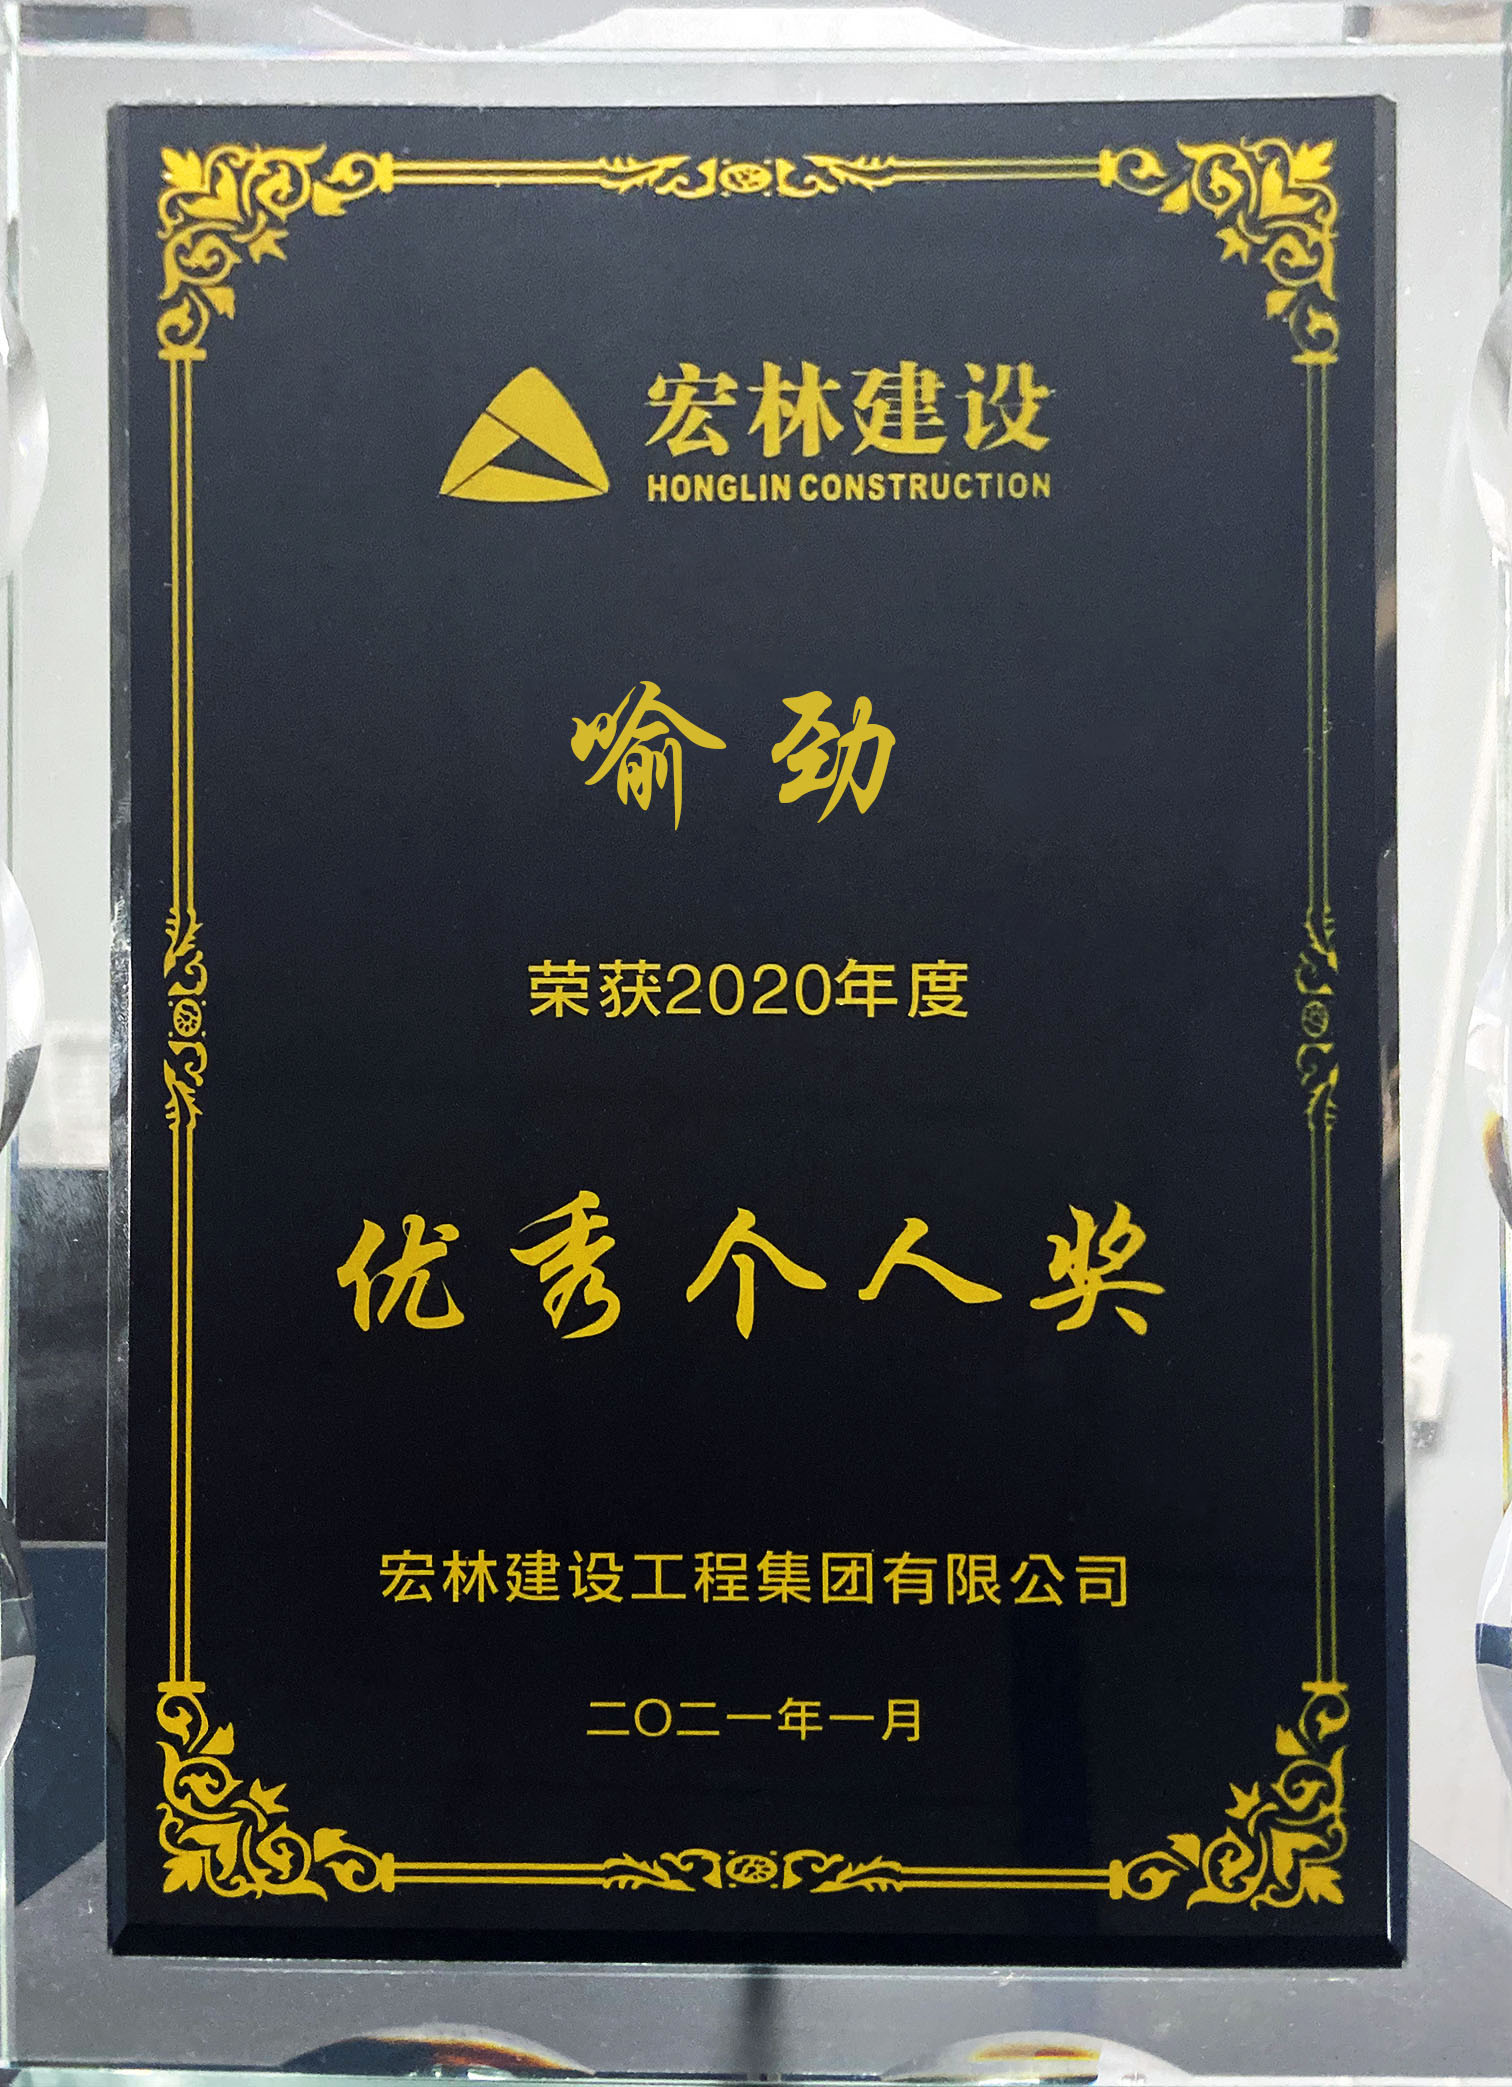 宏林建设
HONGLIN CONSTRUCTION
喻劲
荣获2020年度
优秀个人奖
宏林建设工程集团有限公司
二〇二一年一月